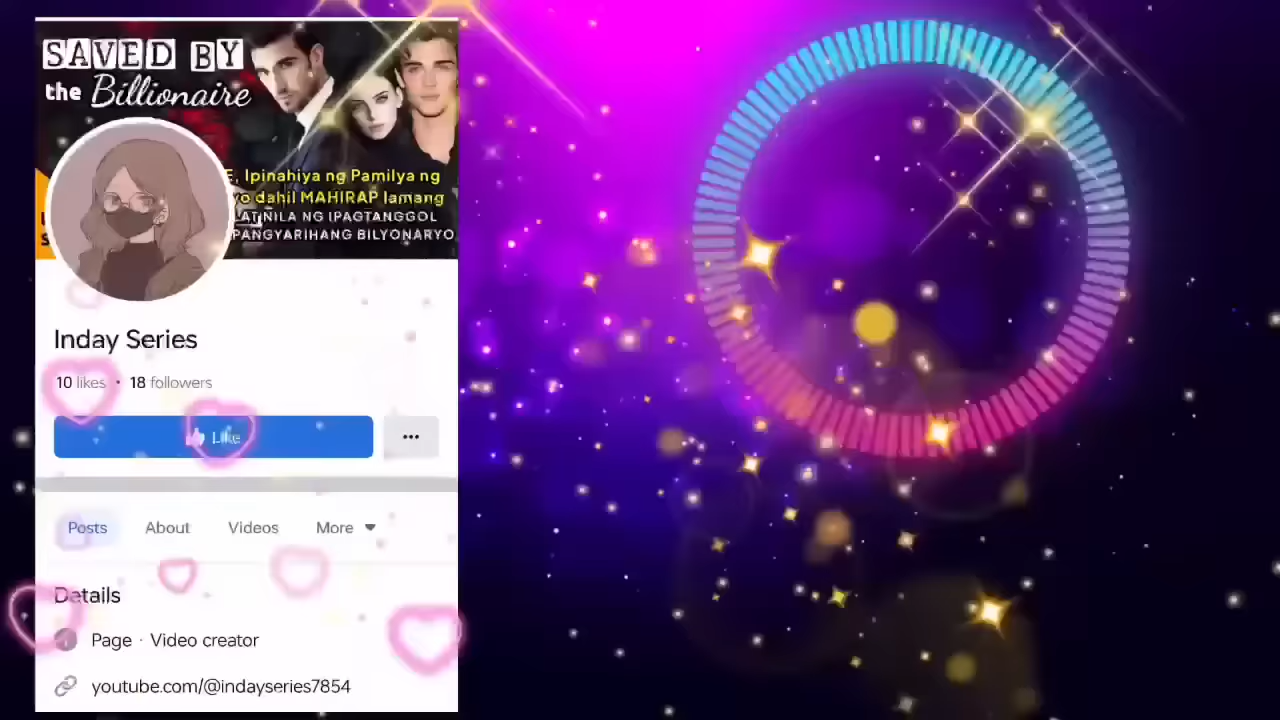 SAVED BY
the Billionaire
E, Ipinahiya ng Pamilya ng
yo dahil MAHIRAP lamang
NILA NG IPAGTANGGOL
PANGYARIHANG BILYONARYO
Inday Series
10 likes • 18 followers
Like
Posts About Videos More
Details
Page · Video creator
youtube.com/@indayseries7854